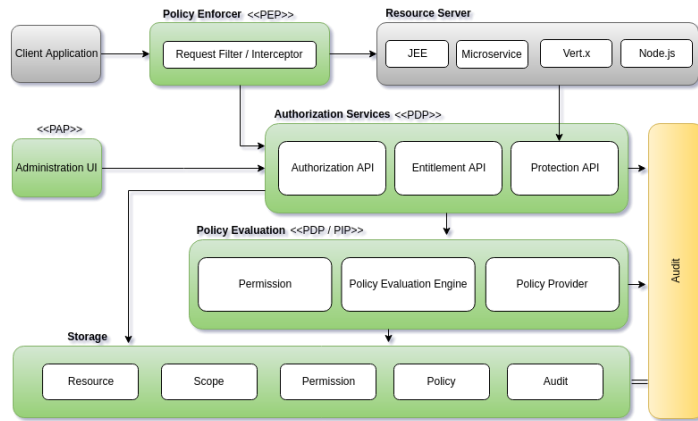 Policy Enforcer <<PEP>>
Resource Server
Client Application
Request Filter / Interceptor
JEE
Microservice
Vert.x
Node.js
Authorization Services <<PDP>>
<<PAP>>
Administration UI
Authorization API
Entitlement API
Protection API
Policy Evaluation <<PDP / PIP>>
Permission
Policy Evaluation Engine
Policy Provider
Audit
Storage
Resource
Scope
Permission
Policy
Audit